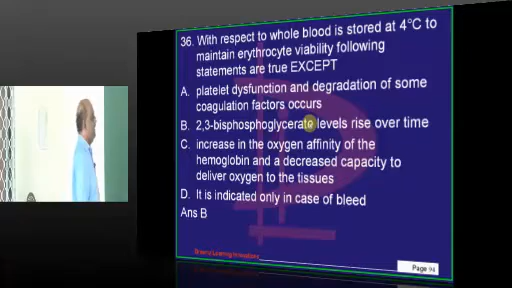 36. With respect to whole blood is stored at 4°C to
maintain erythrocyte viability following
statements are true EXCEPT
A. platelet dysfunction and degradation of some
coagulation factors occurs
B. 2,3-bisphosphoglycerate levels rise over time
C. increase in the oxygen affinity of the
hemoglobin and a decreased capacity to
deliver oxygen to the tissues
D. It is indicated only in case of bleed
Ans B
Learning Innovations
Page 94